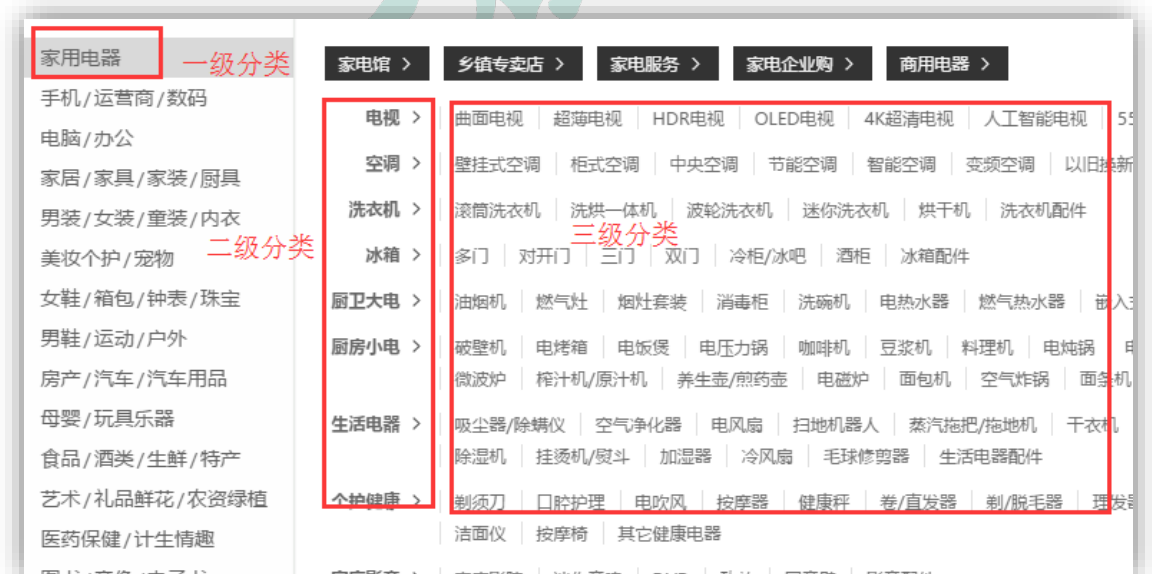 家用电器
一级分类
手机/运营商/数码
电脑/办公
家居/家具/家装/厨具
男装/女装/童装/内衣
美妆个护/宠物
二级分类
女鞋/箱包/钟表/珠宝
男鞋/运动/户外
房产/汽车/汽车用品
母婴/玩具乐器
食品/酒类/生鲜/特产
艺术/礼品鲜花/农资绿植
医药保健/计生情趣
家电馆 > 乡镇专卖店 > 家电服务 > 家电企业购 > 商用电器 >
电视 > 曲面电视 超薄电视 HDR电视 OLED电视 4K超清电视 人工智能电视 55
空调 > 壁挂式空调 柜式空调 中央空调 节能空调 智能空调 变频空调 以旧换新
洗衣机 > 滚筒洗衣机 洗烘一体机 波轮洗衣机 迷你洗衣机 烘干机 洗衣机配件
三级分类
冰箱 > 多门 对开门 三门 双门 冷柜/冰吧 酒柜 冰箱配件
厨卫大电 > 油烟机 燃气灶 烟灶套装 消毒柜 洗碗机 电热水器 燃气热水器 嵌入
厨房小电 > 破壁机 电烤箱 电饭煲 电压力锅 咖啡机 豆浆机 料理机 电炖锅
微波炉 榨汁机/原汁机 养生壶/煎药壶 电磁炉 面包机 空气炸锅 面条机
生活电器 > 吸尘器/除螨仪 空气净化器 电风扇 扫地机器人 蒸汽拖把/拖地机 干衣机
除湿机 挂烫机/熨斗 加湿器 冷风扇 毛球修剪器 生活电器配件
个护健康 > 剃须刀 口腔护理 电吹风 按摩器 健康秤 卷/直发器 剃/脱毛器 理发器
洁面仪 按摩椅 其它健康电器